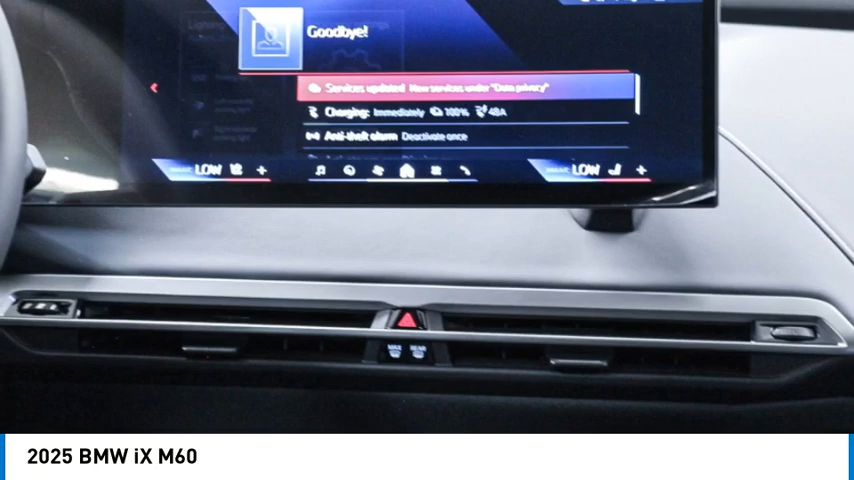 Goodbye!
Services updated New services under "Data privacy"
Charging: Immediately 100% 48A
Anti-theft alarm Deactivate once
LOW + LOW +
MAX REAR
2025 BMW iX M60